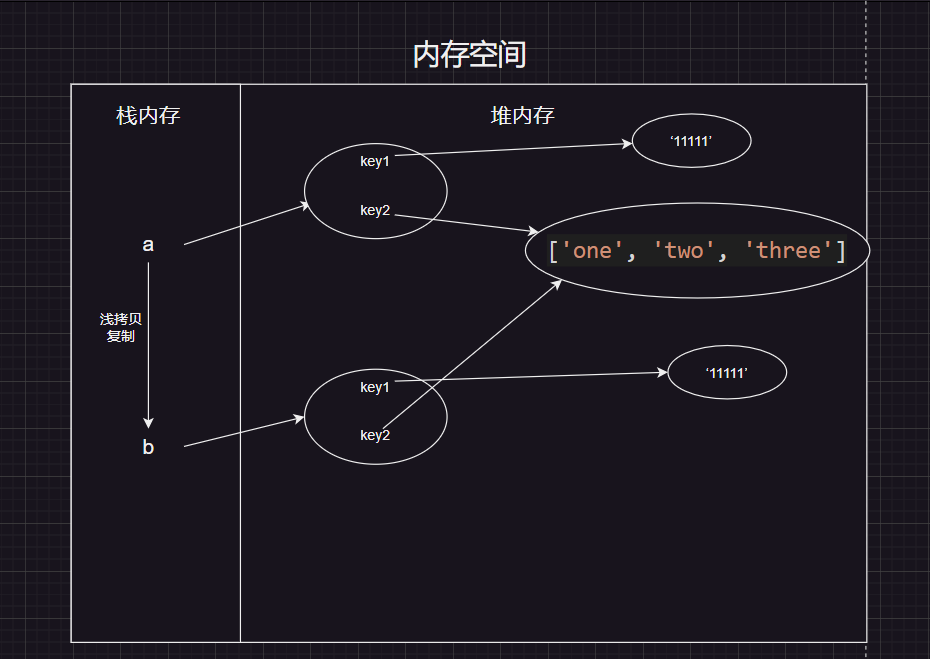 内存空间
栈内存
堆内存
key1
‘11111’
key2
['one', 'two', 'three']
a
浅拷贝
复制
key1
‘11111’
key2
b